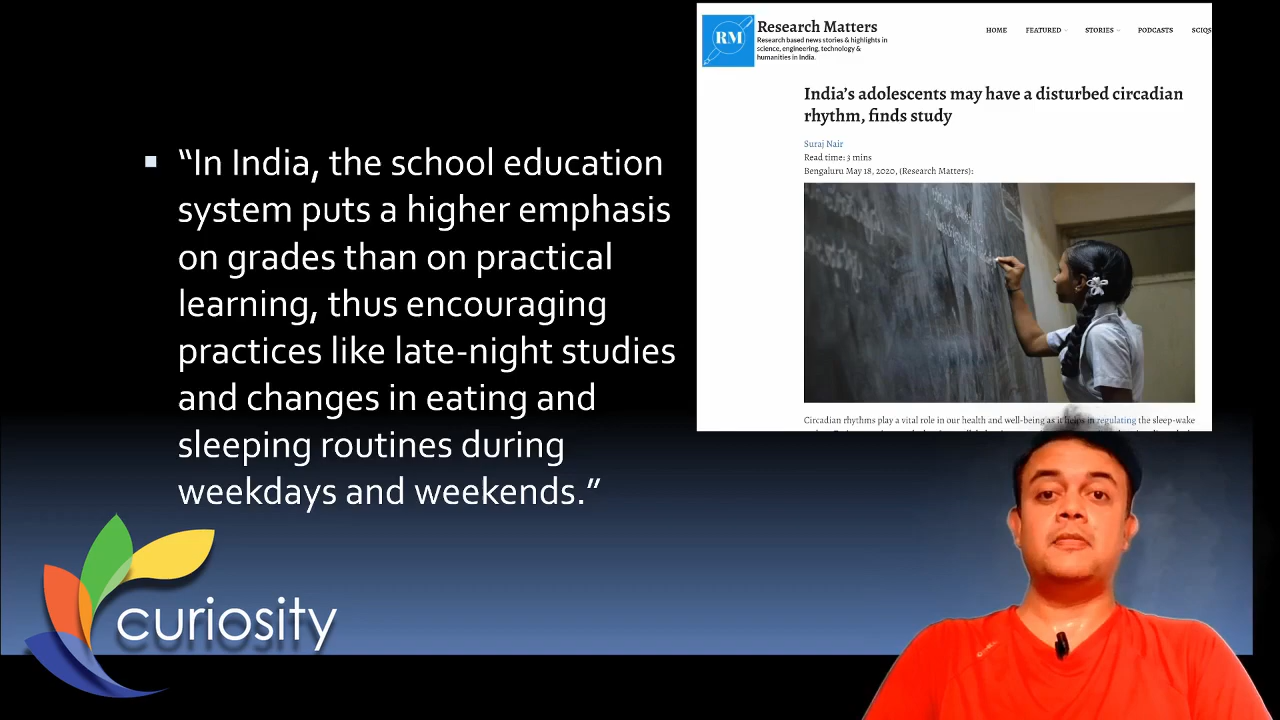 “In India, the school education
system puts a higher emphasis
on grades than on practical
learning, thus encouraging
practices like late-night studies
and changes in eating and
sleeping routines during
weekdays and weekends.”
curiosity
RM
Research Matters
Research based news stories & highlights in
science, engineering, technology &
humanities in India.
HOME FEATURED STORIES PODCASTS SCIQS
India’s adolescents may have a disturbed circadian
rhythm, finds study
Suraj Nair
Read time: 3 mins
Bengaluru May 18, 2020, (Research Matters):
Circadian rhythms play a vital role in our health and well-being as it helps in regulating the sleep-wake